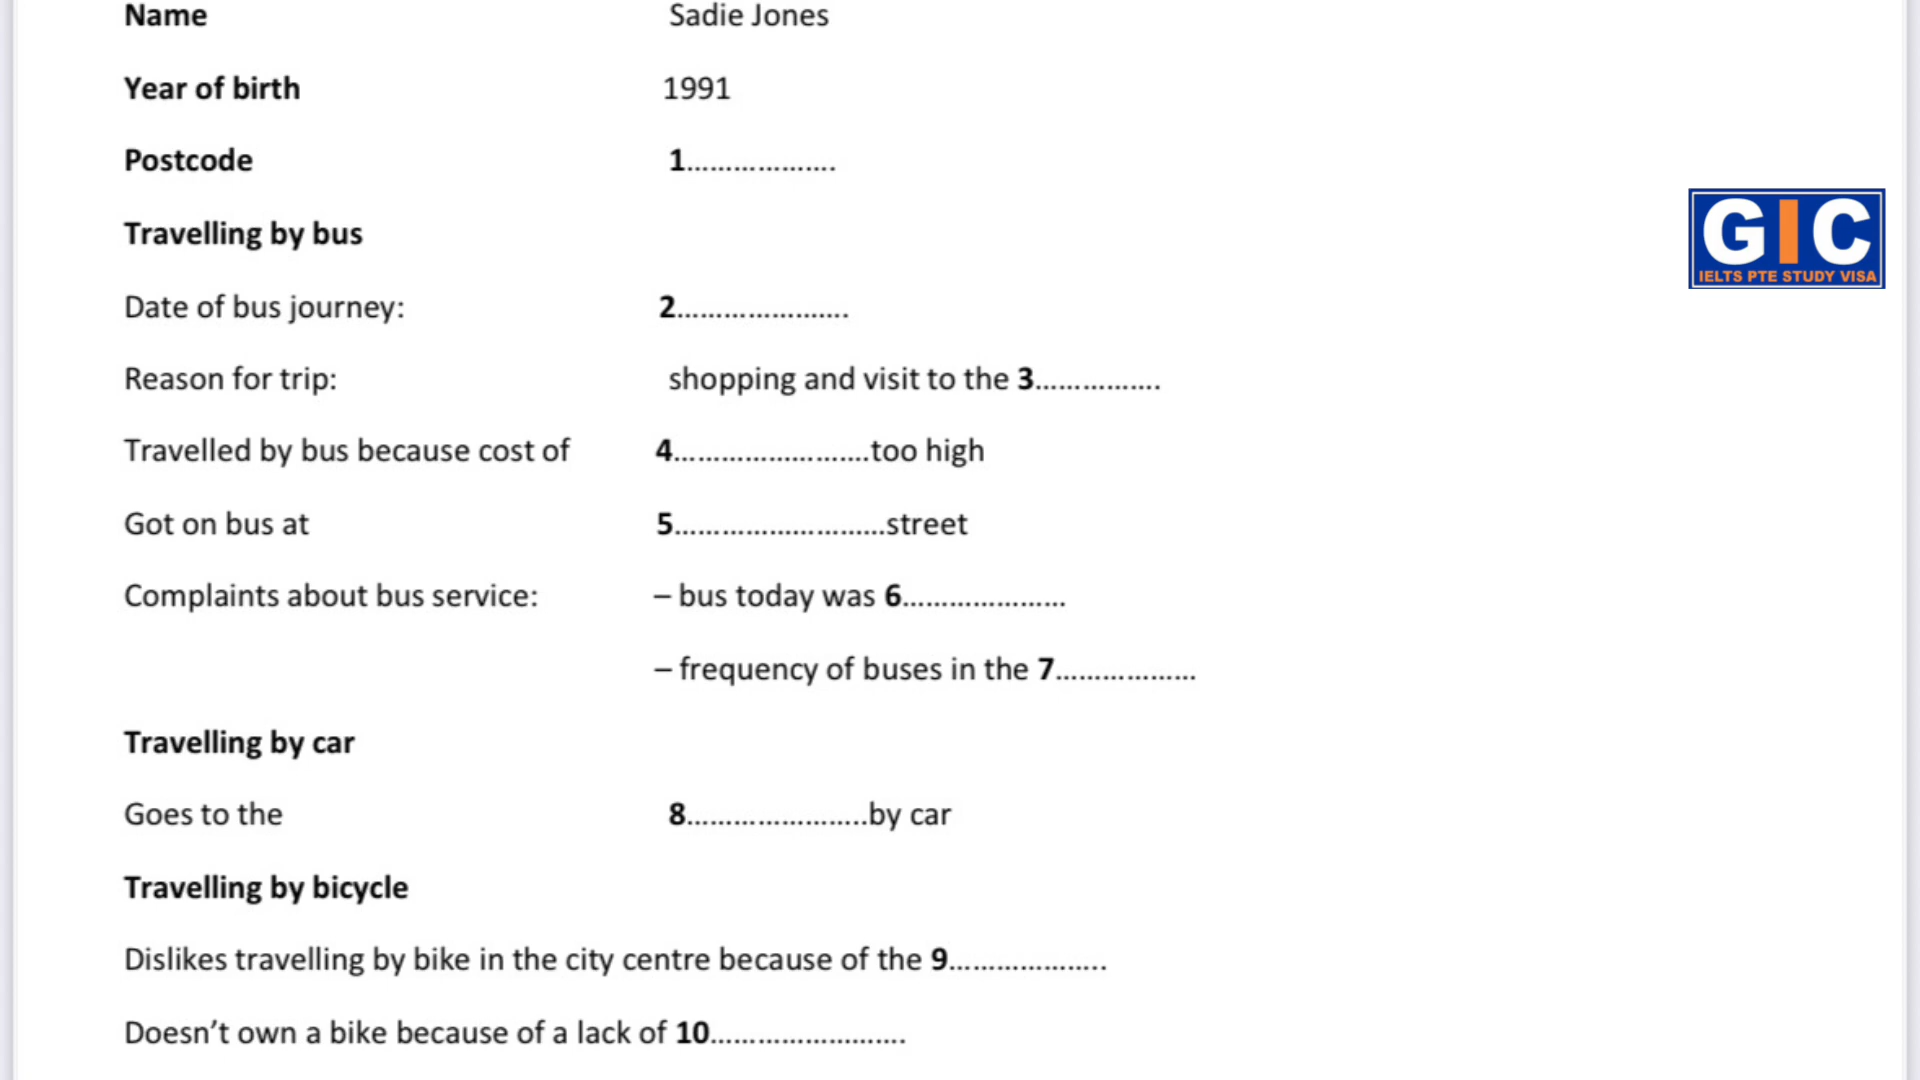 Name Sadie Jones
Year of birth 1991
Postcode 1..................
Travelling by bus
Date of bus journey: 2.....................
Reason for trip: shopping and visit to the 3................
Travelled by bus because cost of 4.........................too high
Got on bus at 5...........................street
Complaints about bus service: – bus today was 6.....................
– frequency of buses in the 7..................
Travelling by car
Goes to the 8.......................by car
Travelling by bicycle
Dislikes travelling by bike in the city centre because of the 9....................
Doesn’t own a bike because of a lack of 10.........................
GIC
IELTS PTE STUDY VISA